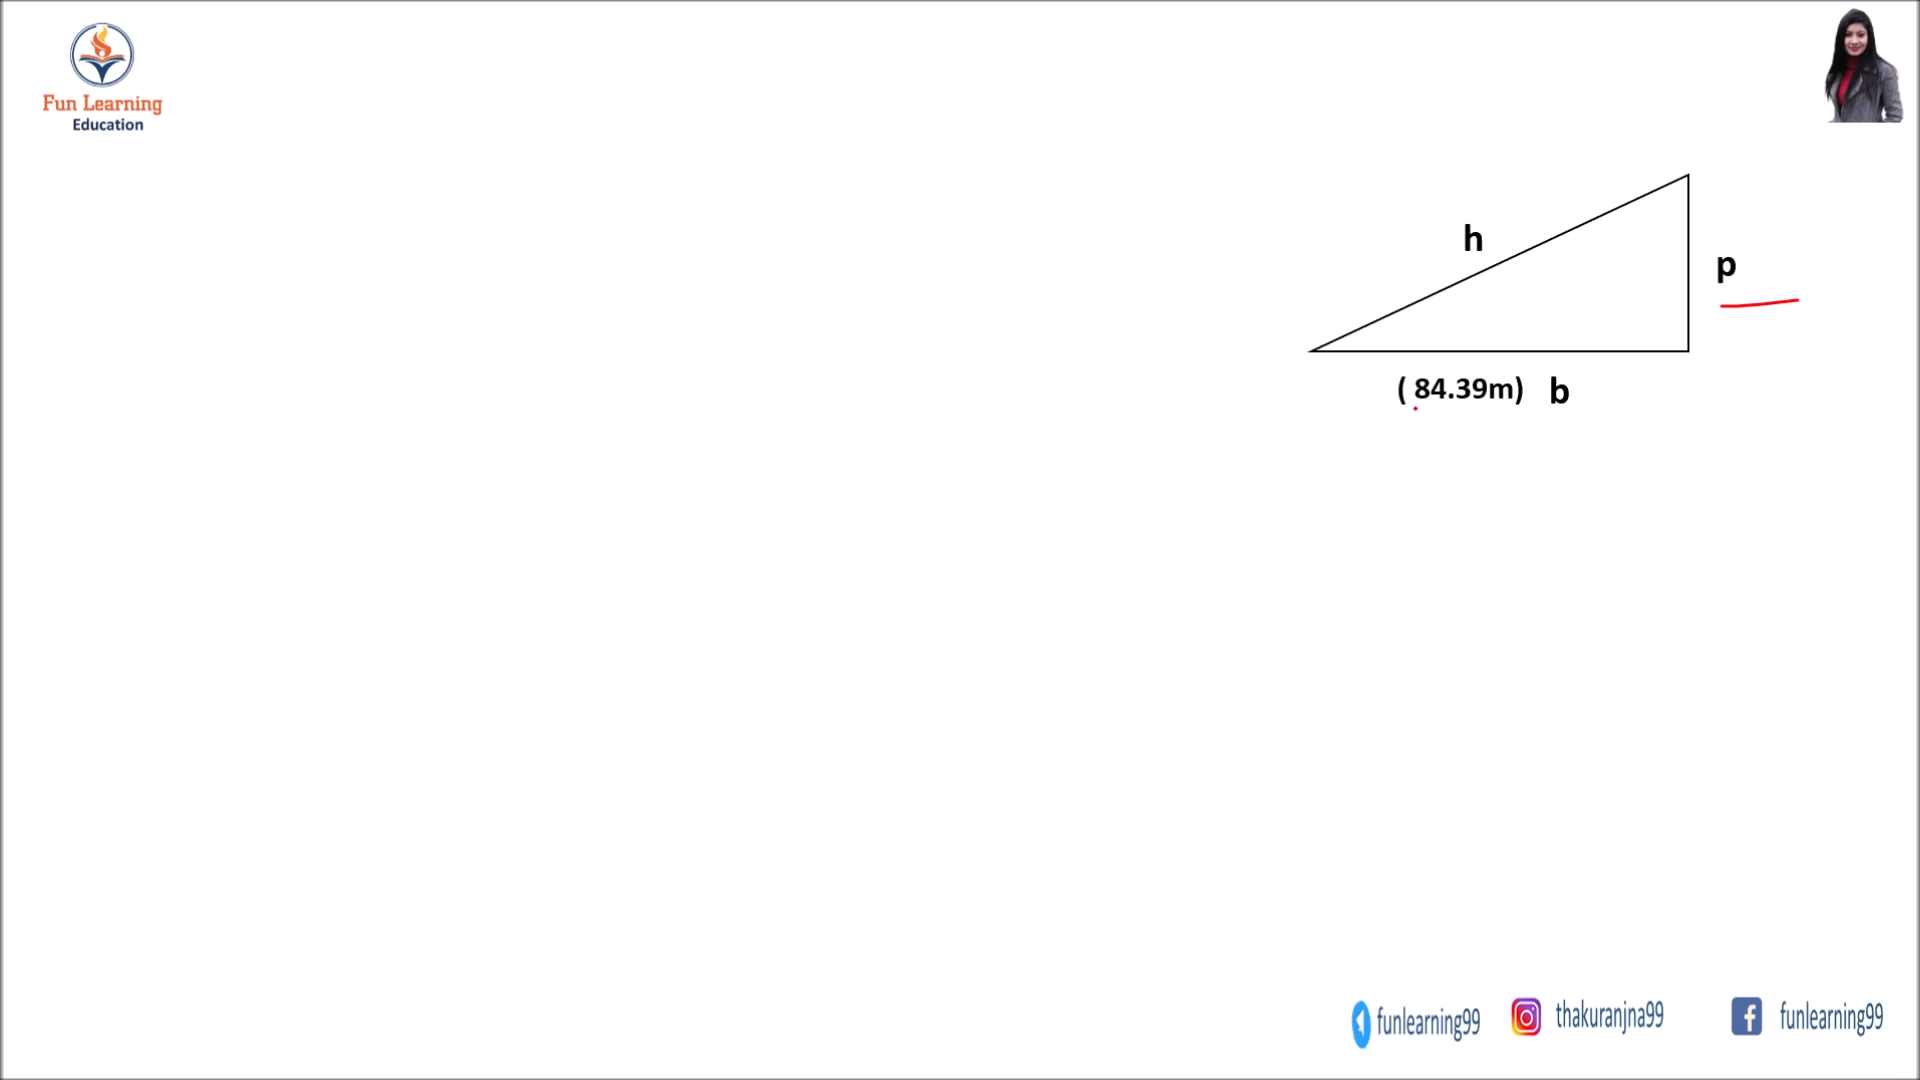 Fun Learning
Education
h
p
( 84.39m) b
funlearning99
thakuranjna99
funlearning99